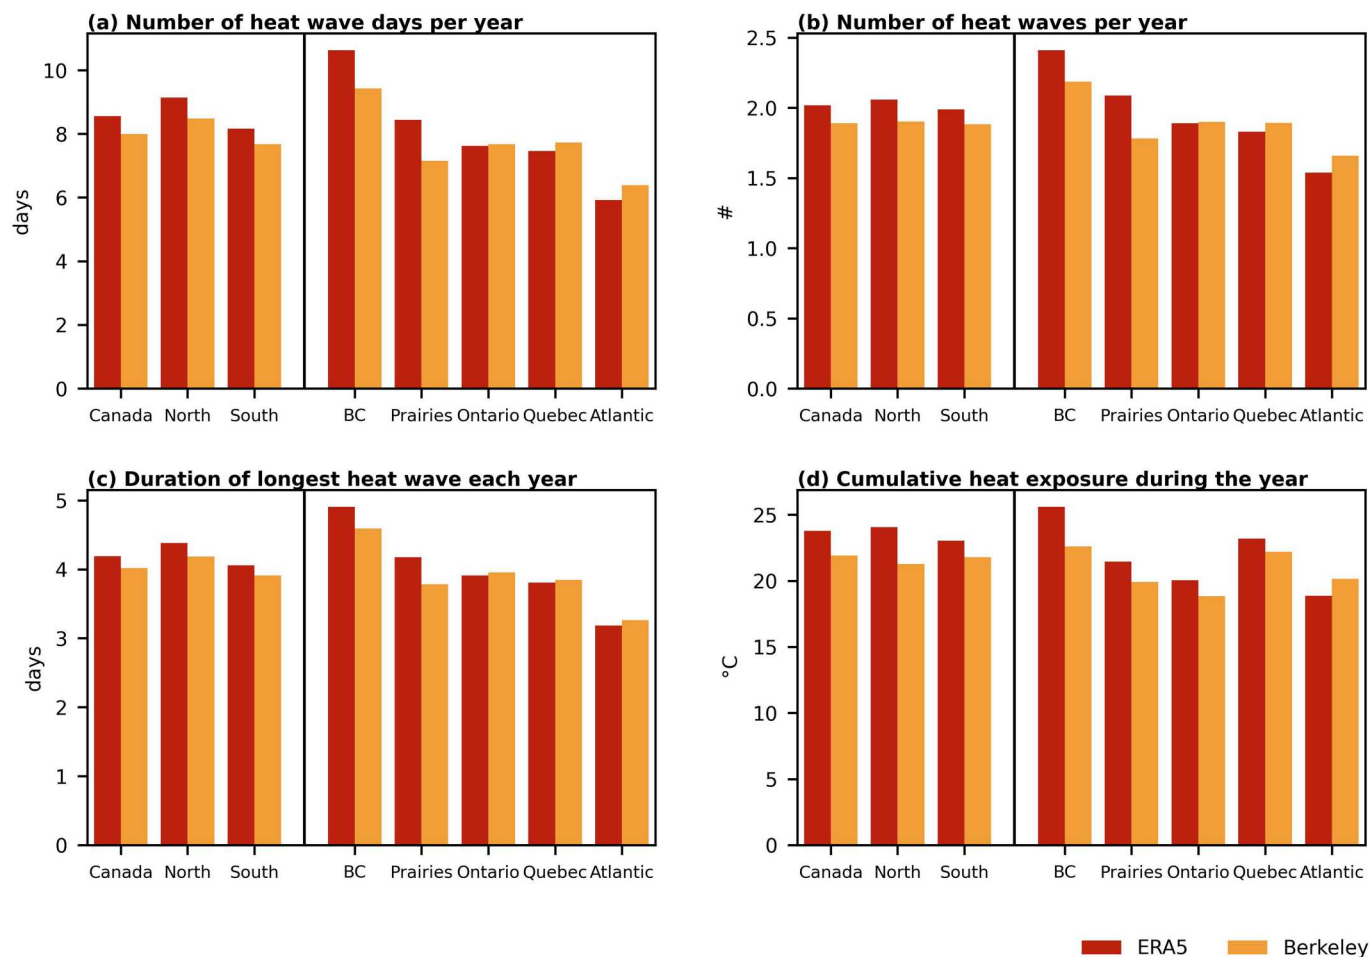 (a) Number of heat wave days per year
days
10
8
6
4
2
0
Canada North South BC Prairies Ontario Quebec Atlantic
(b) Number of heat waves per year
#
2.5
2.0
1.5
1.0
0.5
0.0
Canada North South BC Prairies Ontario Quebec Atlantic
(c) Duration of longest heat wave each year
days
5
4
3
2
1
0
Canada North South BC Prairies Ontario Quebec Atlantic
(d) Cumulative heat exposure during the year
°C
25
20
15
10
5
0
Canada North South BC Prairies Ontario Quebec Atlantic
ERA5 Berkeley